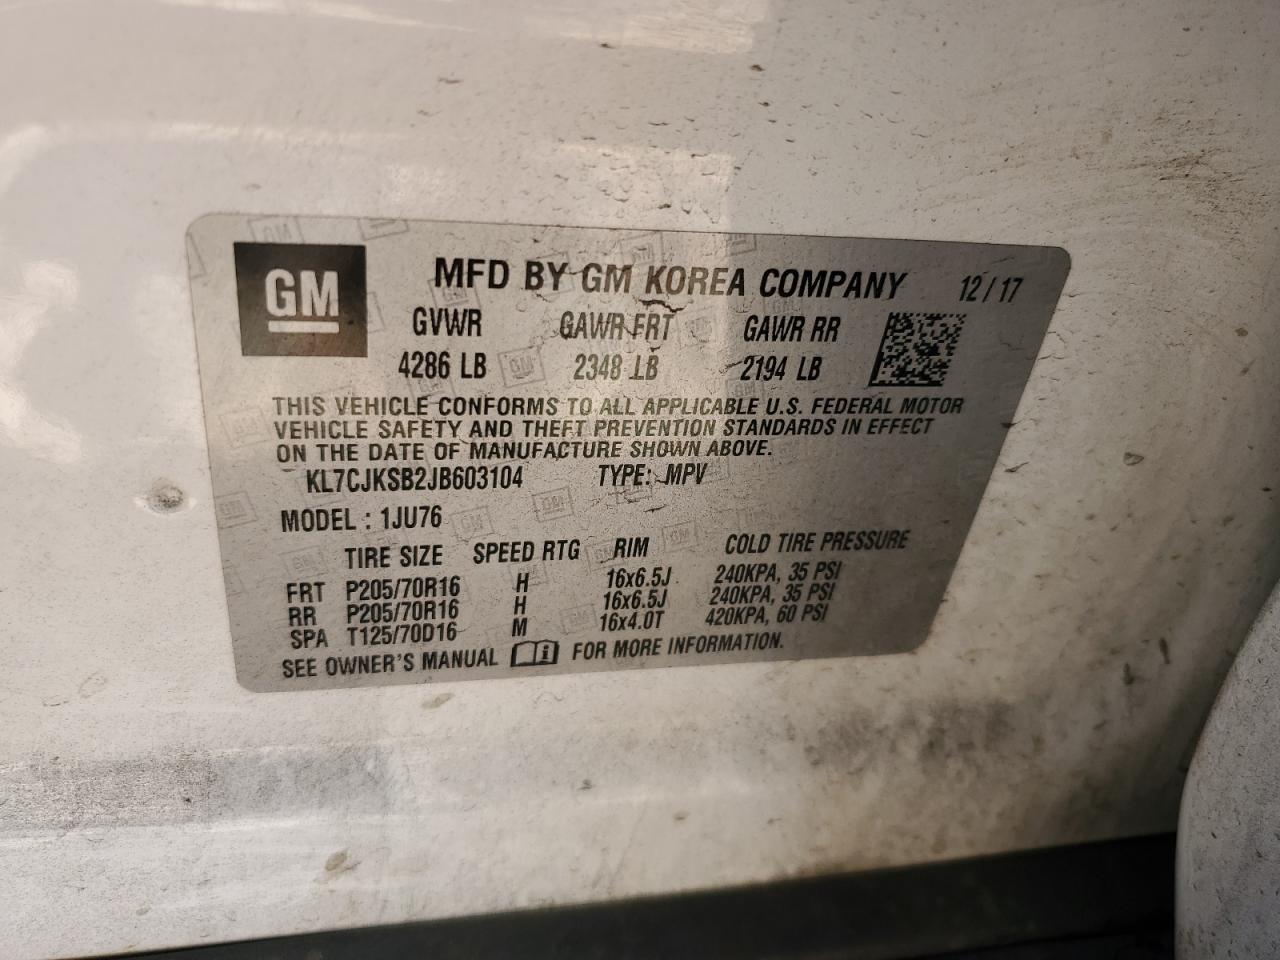 GM
MFD BY GM KOREA COMPANY 12/17
GVWR GAWR FRT GAWR RR
4286 LB 2348 LB 2194 LB
THIS VEHICLE CONFORMS TO ALL APPLICABLE U.S. FEDERAL MOTOR
VEHICLE SAFETY AND THEFT PREVENTION STANDARDS IN EFFECT
ON THE DATE OF MANUFACTURE SHOWN ABOVE.
KL7CJKSB2JB603104 TYPE: MPV
MODEL : 1JU76
TIRE SIZE SPEED RTG RIM COLD TIRE PRESSURE
FRT P205/70R16 H 16x6.5J 240KPA, 35 PSI
RR P205/70R16 H 16x6.5J 240KPA, 35 PSI
SPA T125/70D16 M 16x4.0T 420KPA, 60 PSI
SEE OWNER'S MANUAL i FOR MORE INFORMATION.